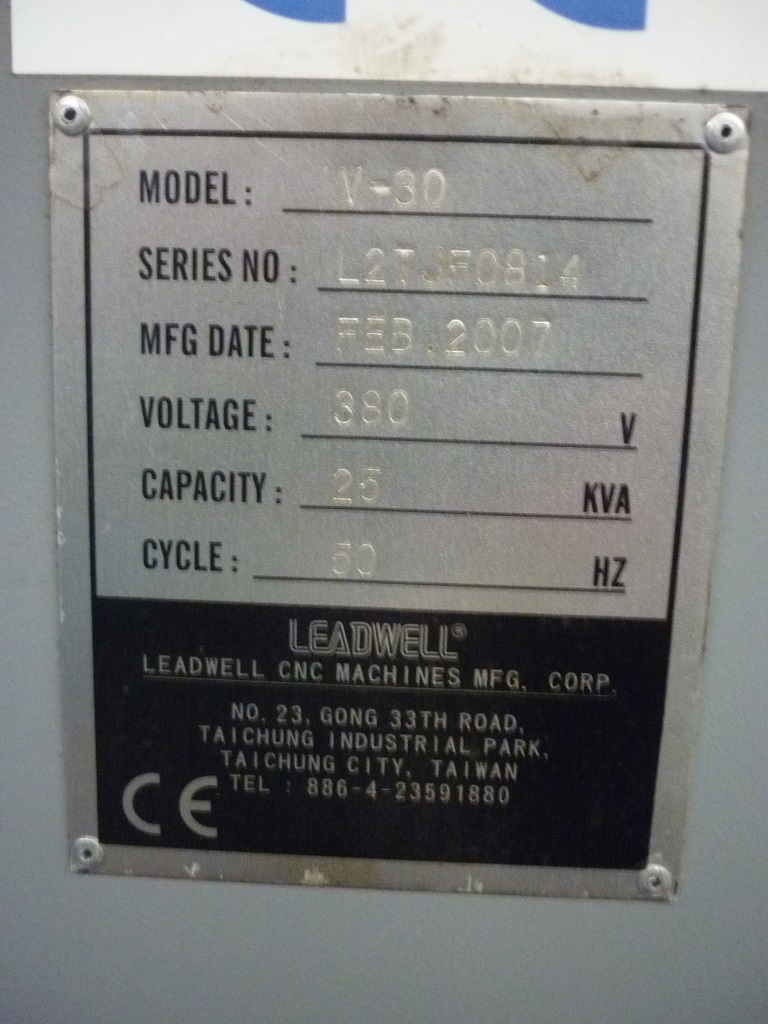 MODEL: V-30
SERIES NO: L2TJF0814
MFG DATE: FEB.2007
VOLTAGE: 380 V
CAPACITY: 25 KVA
CYCLE: 50 HZ
LEADWELL®
LEADWELL CNC MACHINES MFG. CORP.
NO. 23, GONG 33TH ROAD,
TAICHUNG INDUSTRIAL PARK,
TAICHUNG CITY, TAIWAN
TEL : 886-4-23591880
CE